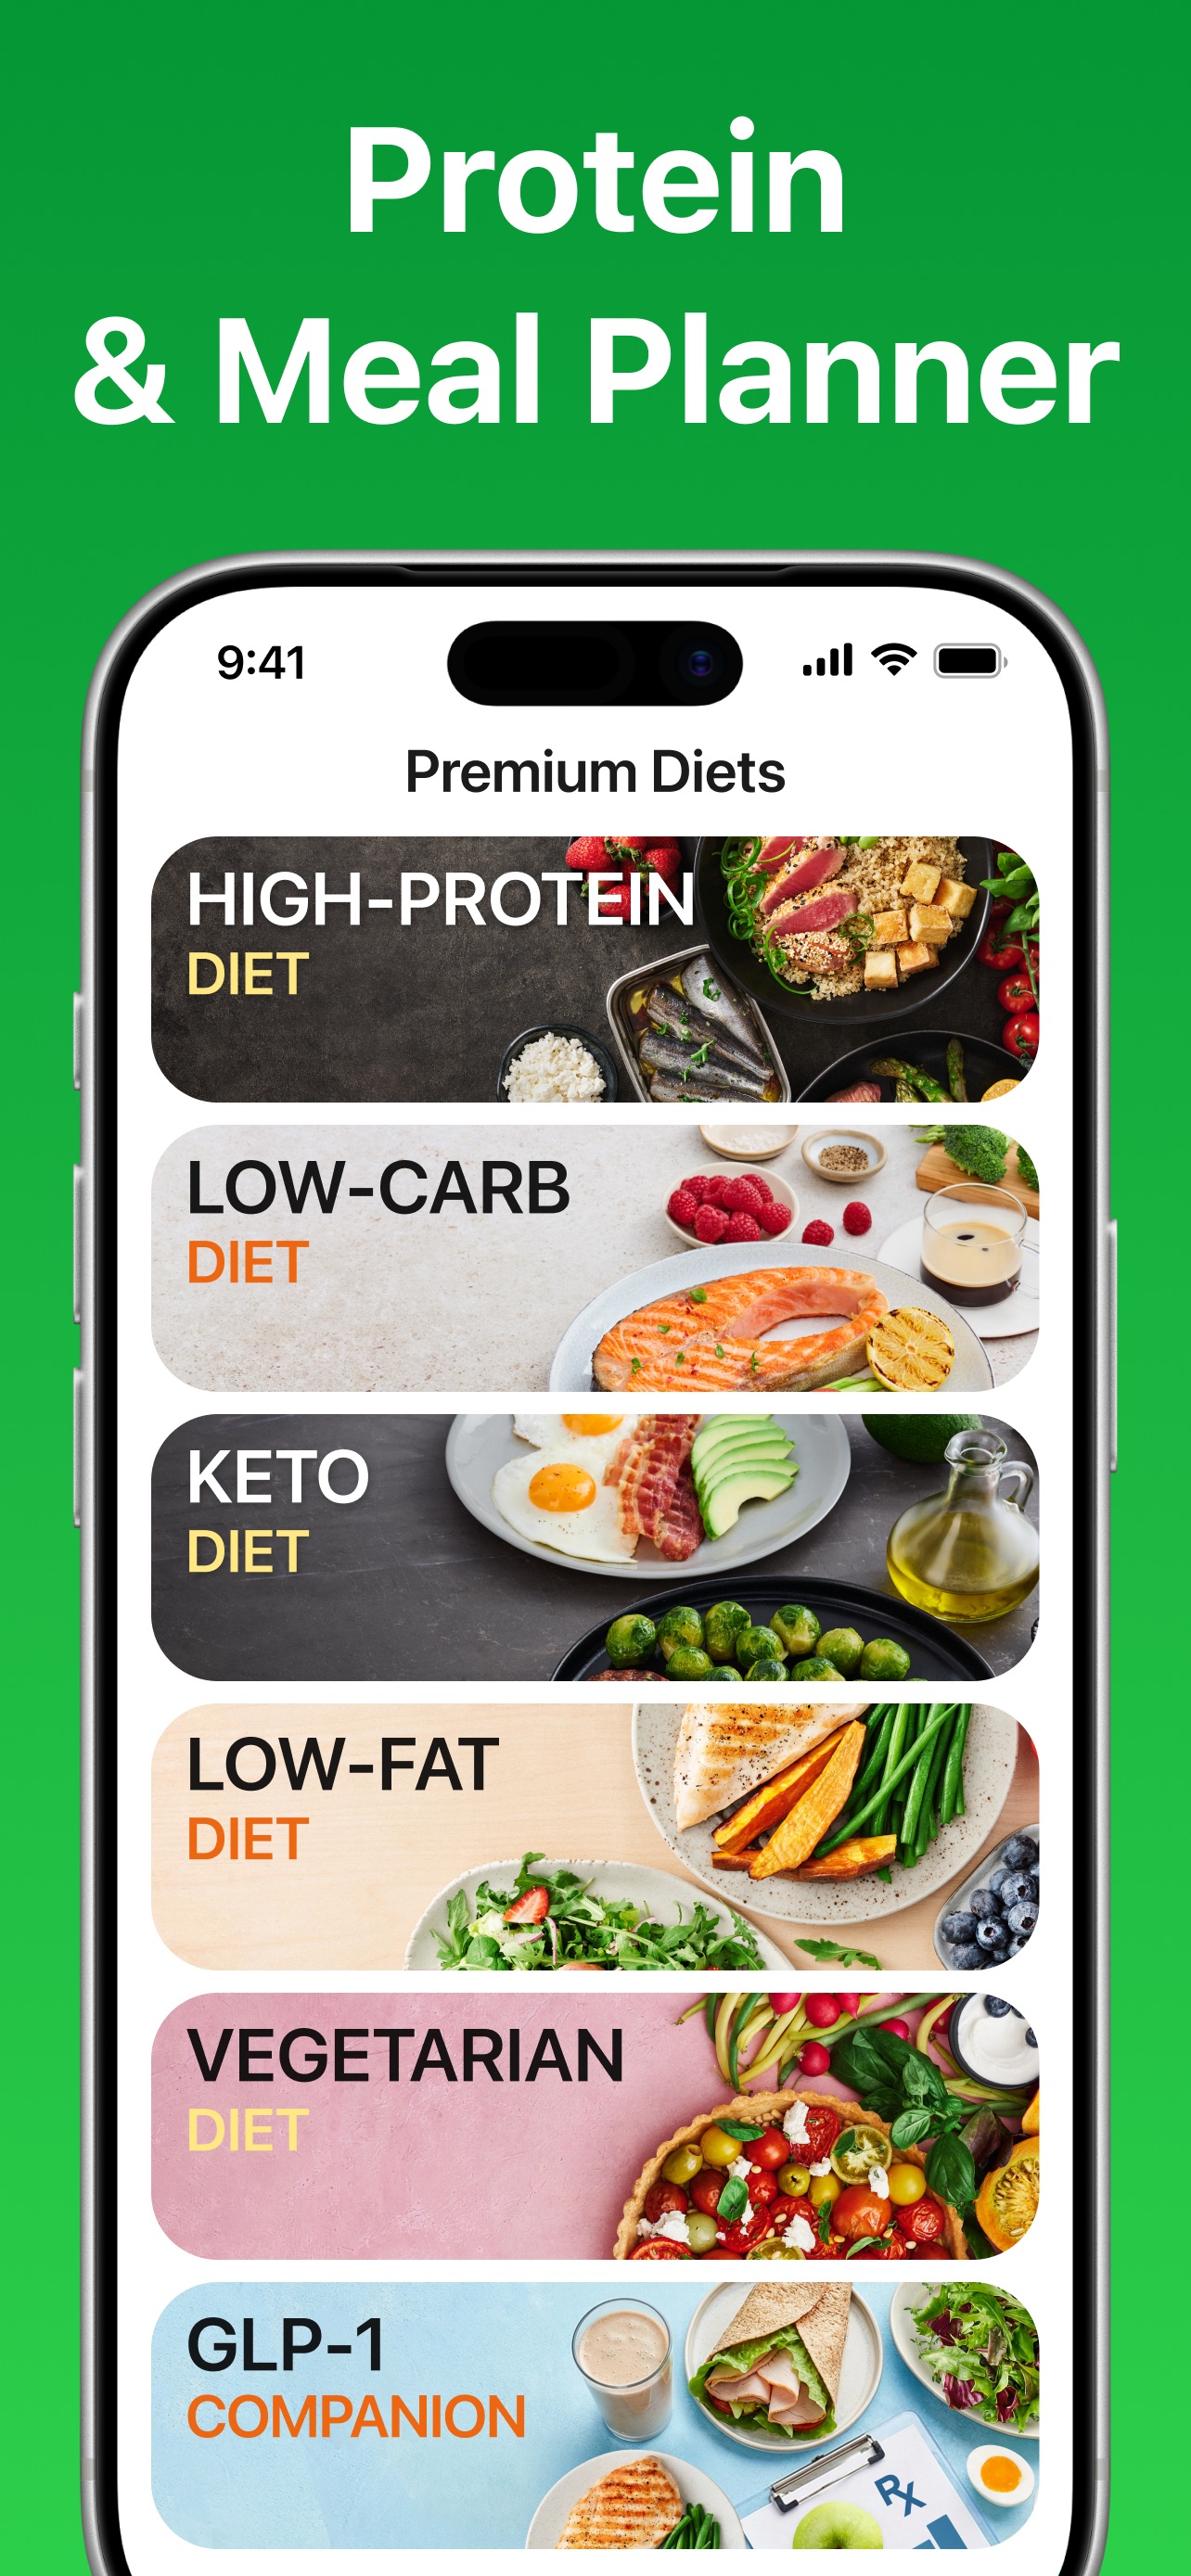 Protein
& Meal Planner
9:41
Premium Diets
HIGH-PROTEIN
DIET
LOW-CARB
DIET
KETO
DIET
LOW-FAT
DIET
VEGETARIAN
DIET
GLP-1
COMPANION
Rx